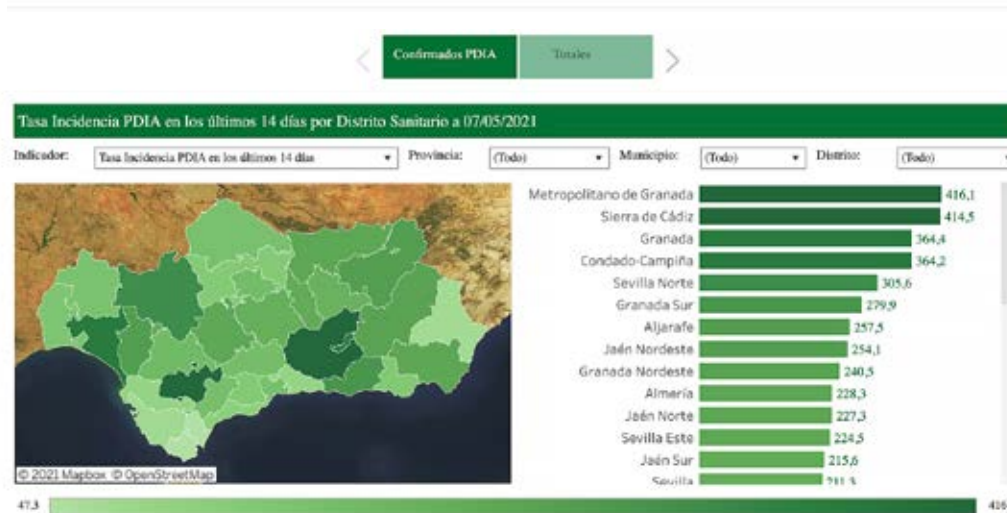 Confirmados PDIA
Totales
Tasa Incidencia PDIA en los últimos 14 días por Distrito Sanitario a 07/05/2021
Indicador: Tasa Incidencia PDIA en los últimos 14 días Provincia: (Todo) Municipio: (Todo) Distrito: (Todo)
Metropolitano de Granada 416,1
Sierra de Cádiz 414,5
Granada 364,4
Condado-Campiña 364,2
Sevilla Norte 305,6
Granada Sur 279,9
Aljarafe 257,5
Jaén Nordeste 254,1
Granada Nordeste 240,5
Almería 228,3
Jaén Norte 227,3
Sevilla Este 224,5
Jaén Sur 215,6
Sevilla 211,3
© 2021 Mapbox © OpenStreetMap
47,3 416